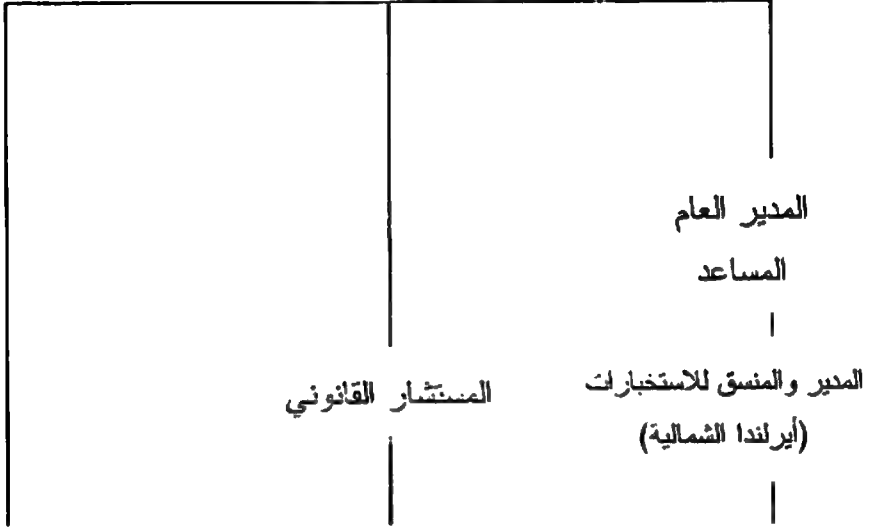 المدير العام
المساعد
المدير والمنسق للاستخبارات
(أيرلندا الشمالية)
المستشار القانوني